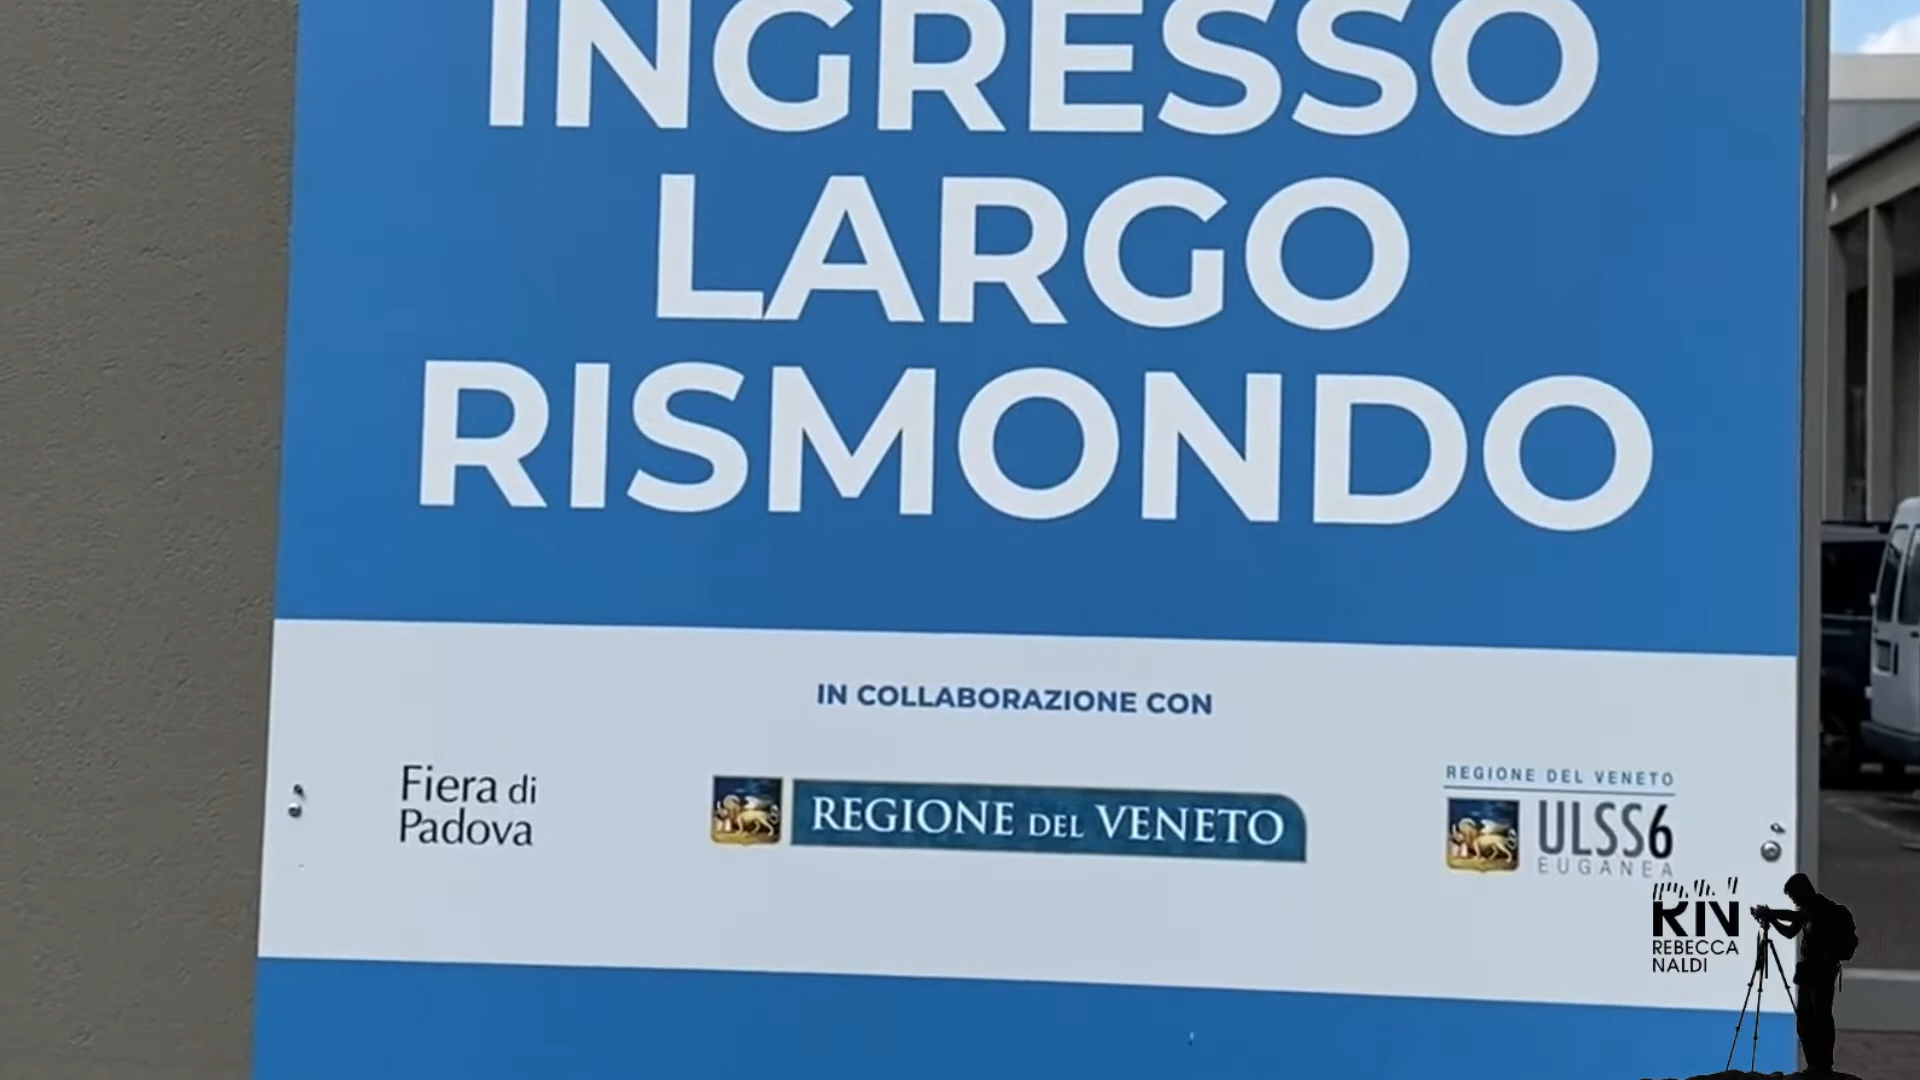 INGRESSO
LARGO
RISMONDO
IN COLLABORAZIONE CON
Fiera di
Padova
REGIONE DEL VENETO
REGIONE DEL VENETO
ULSS6
EUGANEA
RN
REBECCA
NALDI